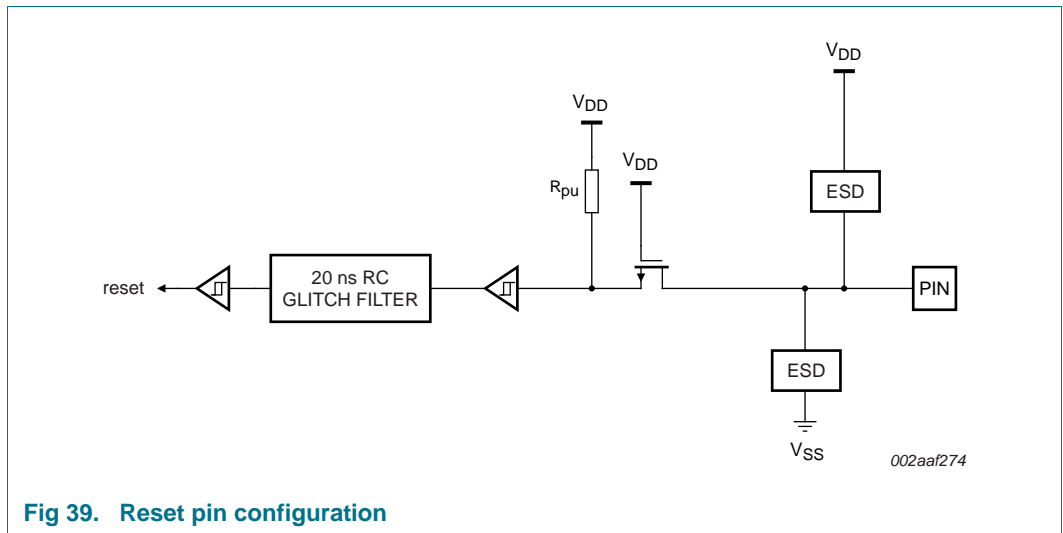 VDD
VDD
VDD
Rpu
ESD
reset
20 ns RC
GLITCH FILTER
PIN
ESD
VSS
002aaf274
Fig 39. Reset pin configuration